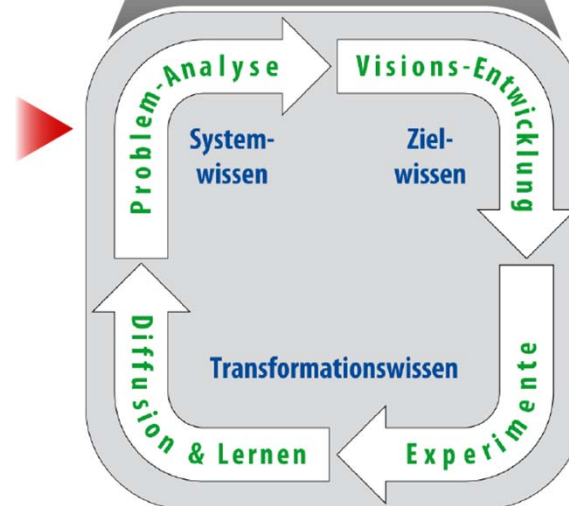 Problem-Analyse
Visions-Entwicklung
System-
wissen
Ziel-
wissen
Transformationswissen
Experimente
Diffusion & Lernen